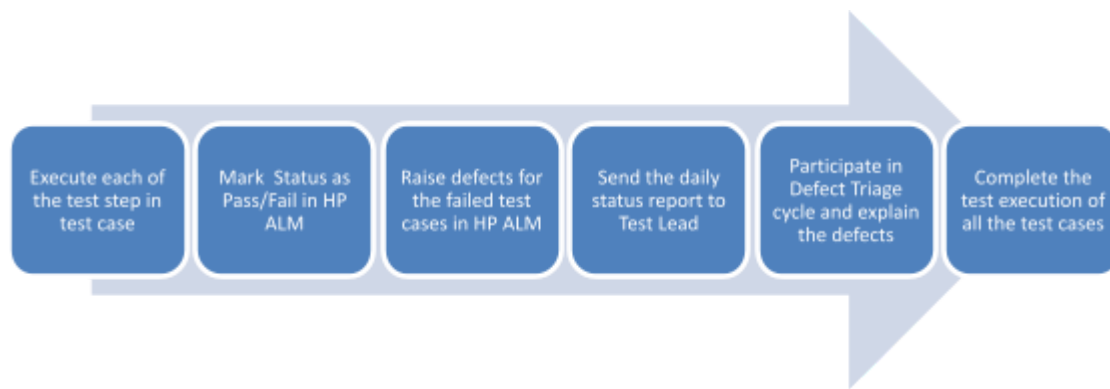 Execute each of
the test step in
test case
Mark Status as
Pass/Fail in HP
ALM
Raise defects for
the failed test
cases in HP ALM
Send the daily
status report to
Test Lead
Participate in
Defect Triage
cycle and explain
the defects
Complete the
test execution of
all the test cases